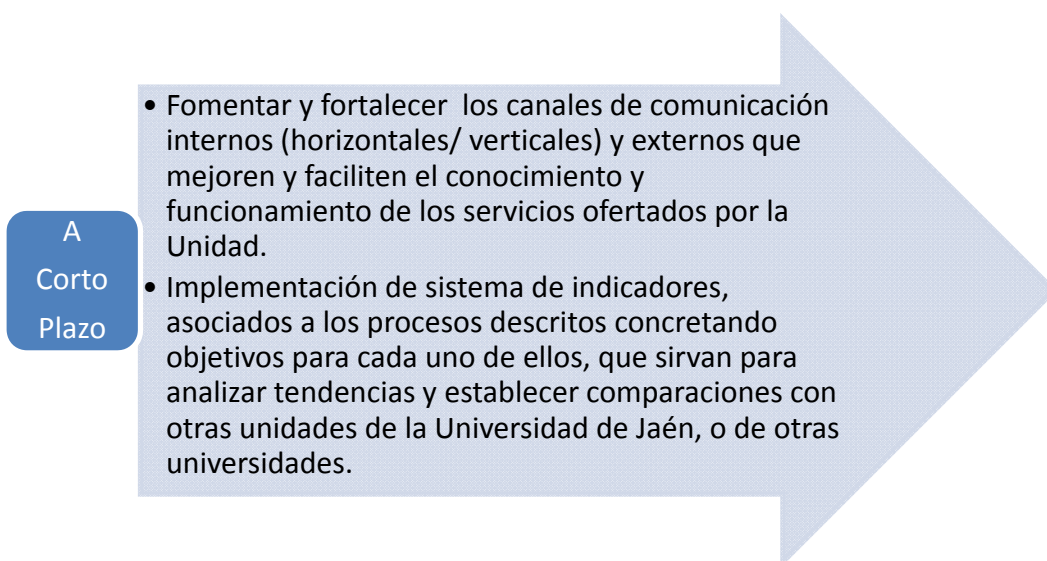 A
Corto
Plazo
• Fomentar y fortalecer los canales de comunicación
internos (horizontales/ verticales) y externos que
mejoren y faciliten el conocimiento y
funcionamiento de los servicios ofertados por la
Unidad.
• Implementación de sistema de indicadores,
asociados a los procesos descritos concretando
objetivos para cada uno de ellos, que sirvan para
analizar tendencias y establecer comparaciones con
otras unidades de la Universidad de Jaén, o de otras
universidades.